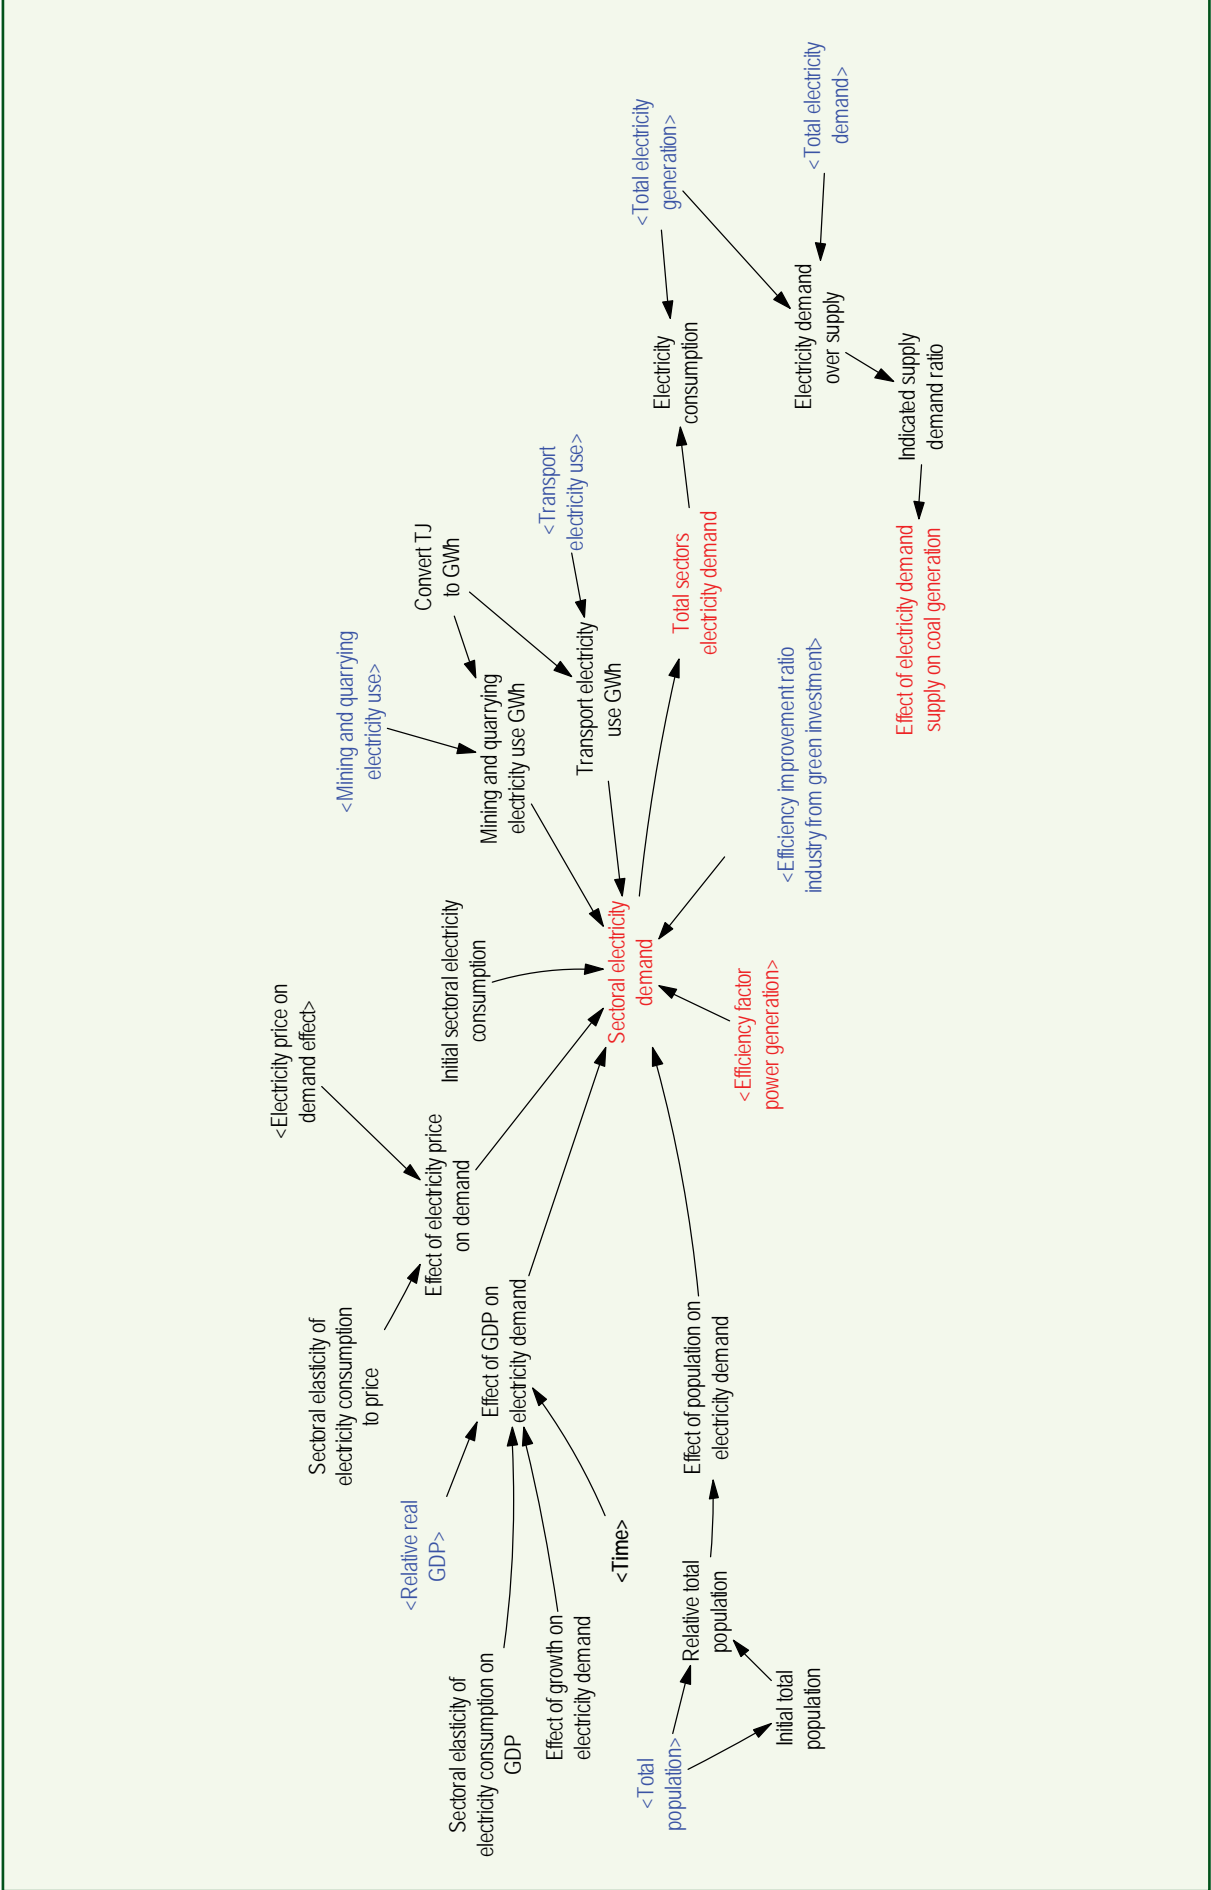 Sectoral elasticity of
electricity consumption
to price
<Electricity price on
demand effect>
Effect of electricity price
on demand
<Relative real
GDP>
Sectoral elasticity of
electricity consumption on
GDP
Effect of growth on
electricity demand
<Time>
Effect of GDP on
electricity demand
<Total
population>
Initial total
population
Relative total
population
Effect of population on
electricity demand
Initial sectoral electricity
consumption
<Mining and quarrying
electricity use>
Convert TJ
to GWh
Mining and quarrying
electricity use GWh
<Transport
electricity use>
Transport electricity
use GWh
Sectoral electricity
demand
<Efficiency factor
power generation>
<Efficiency improvement ratio
industry from green investment>
Total sectors
electricity demand
Electricity
consumption
<Total electricity
generation>
<Total electricity
demand>
Electricity demand
over supply
Indicated supply
demand ratio
Effect of electricity demand
supply on coal generation